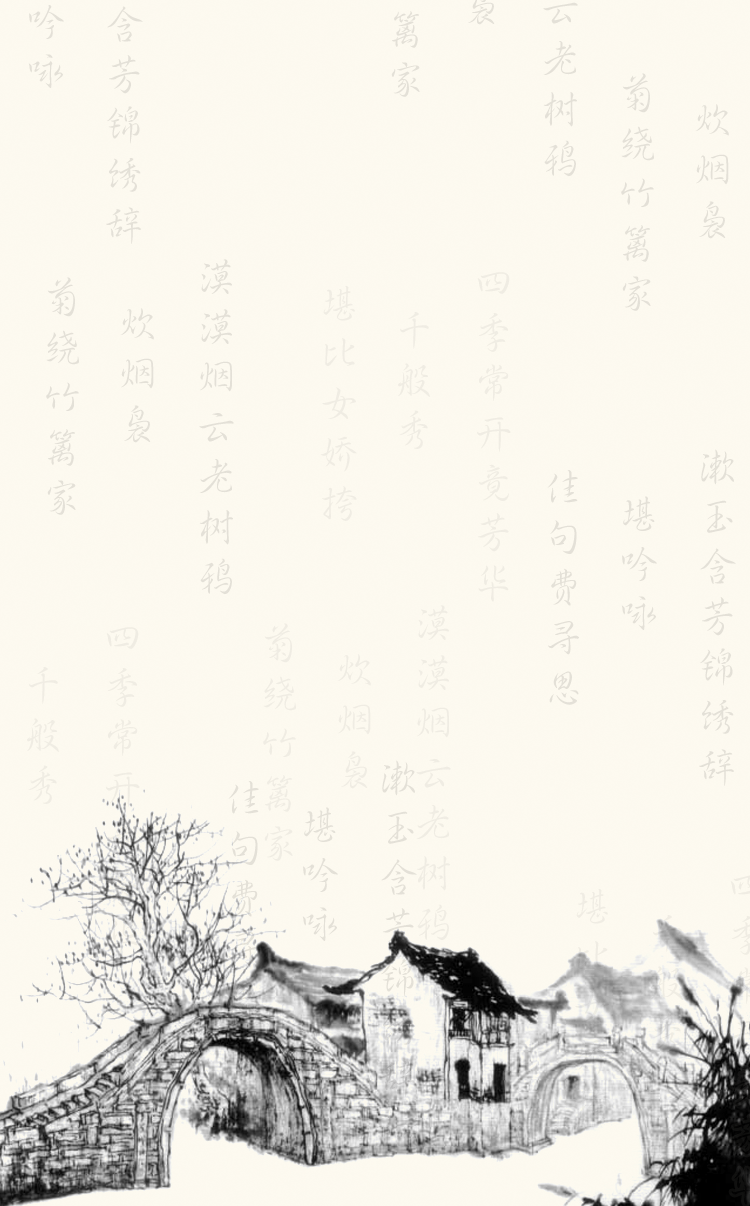 炊烟袅
漱玉含芳锦绣辞
四季
菊绕竹篱家
堪吟咏
堪比
云老树鸦
佳句费寻思
袅
四季常开竟芳华
漠漠烟云老树鸦
篱家
千般秀
漱玉含芳锦
炊烟袅
堪比女娇挎
堪吟咏
菊绕竹篱家
佳句费
漠漠烟云老树鸦
炊烟袅
含芳锦绣辞
四季常开
菊绕竹篱家
吟咏
千般秀